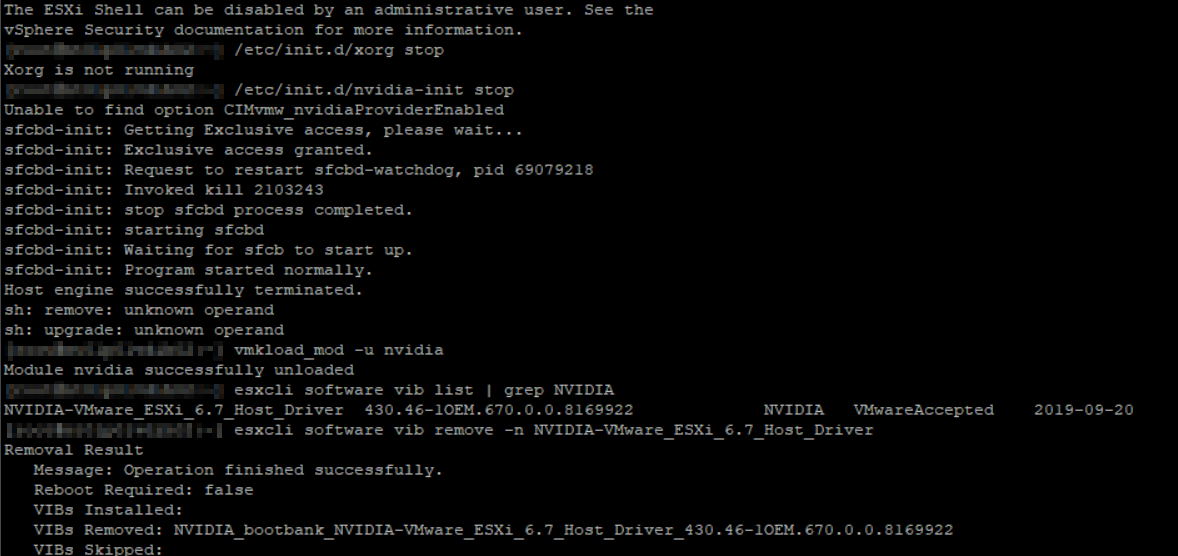 The ESXi Shell can be disabled by an administrative user. See the
vSphere Security documentation for more information.
/etc/init.d/xorg stop
Xorg is not running
/etc/init.d/nvidia-init stop
Unable to find option CIMvmw_nvidiaProviderEnabled
sfcbd-init: Getting Exclusive access, please wait...
sfcbd-init: Exclusive access granted.
sfcbd-init: Request to restart sfcbd-watchdog, pid 69079218
sfcbd-init: Invoked kill 2103243
sfcbd-init: stop sfcbd process completed.
sfcbd-init: starting sfcbd
sfcbd-init: Waiting for sfcb to start up.
sfcbd-init: Program started normally.
Host engine successfully terminated.
sh: remove: unknown operand
sh: upgrade: unknown operand
vmkload_mod -u nvidia
Module nvidia successfully unloaded
esxcli software vib list | grep NVIDIA
NVIDIA-VMware_ESXi_6.7_Host_Driver  430.46-1OEM.670.0.0.8169922             NVIDIA   VMwareAccepted    2019-09-20
esxcli software vib remove -n NVIDIA-VMware_ESXi_6.7_Host_Driver
Removal Result
   Message: Operation finished successfully.
   Reboot Required: false
   VIBs Installed:
   VIBs Removed: NVIDIA_bootbank_NVIDIA-VMware_ESXi_6.7_Host_Driver_430.46-1OEM.670.0.0.8169922
   VIBs Skipped: